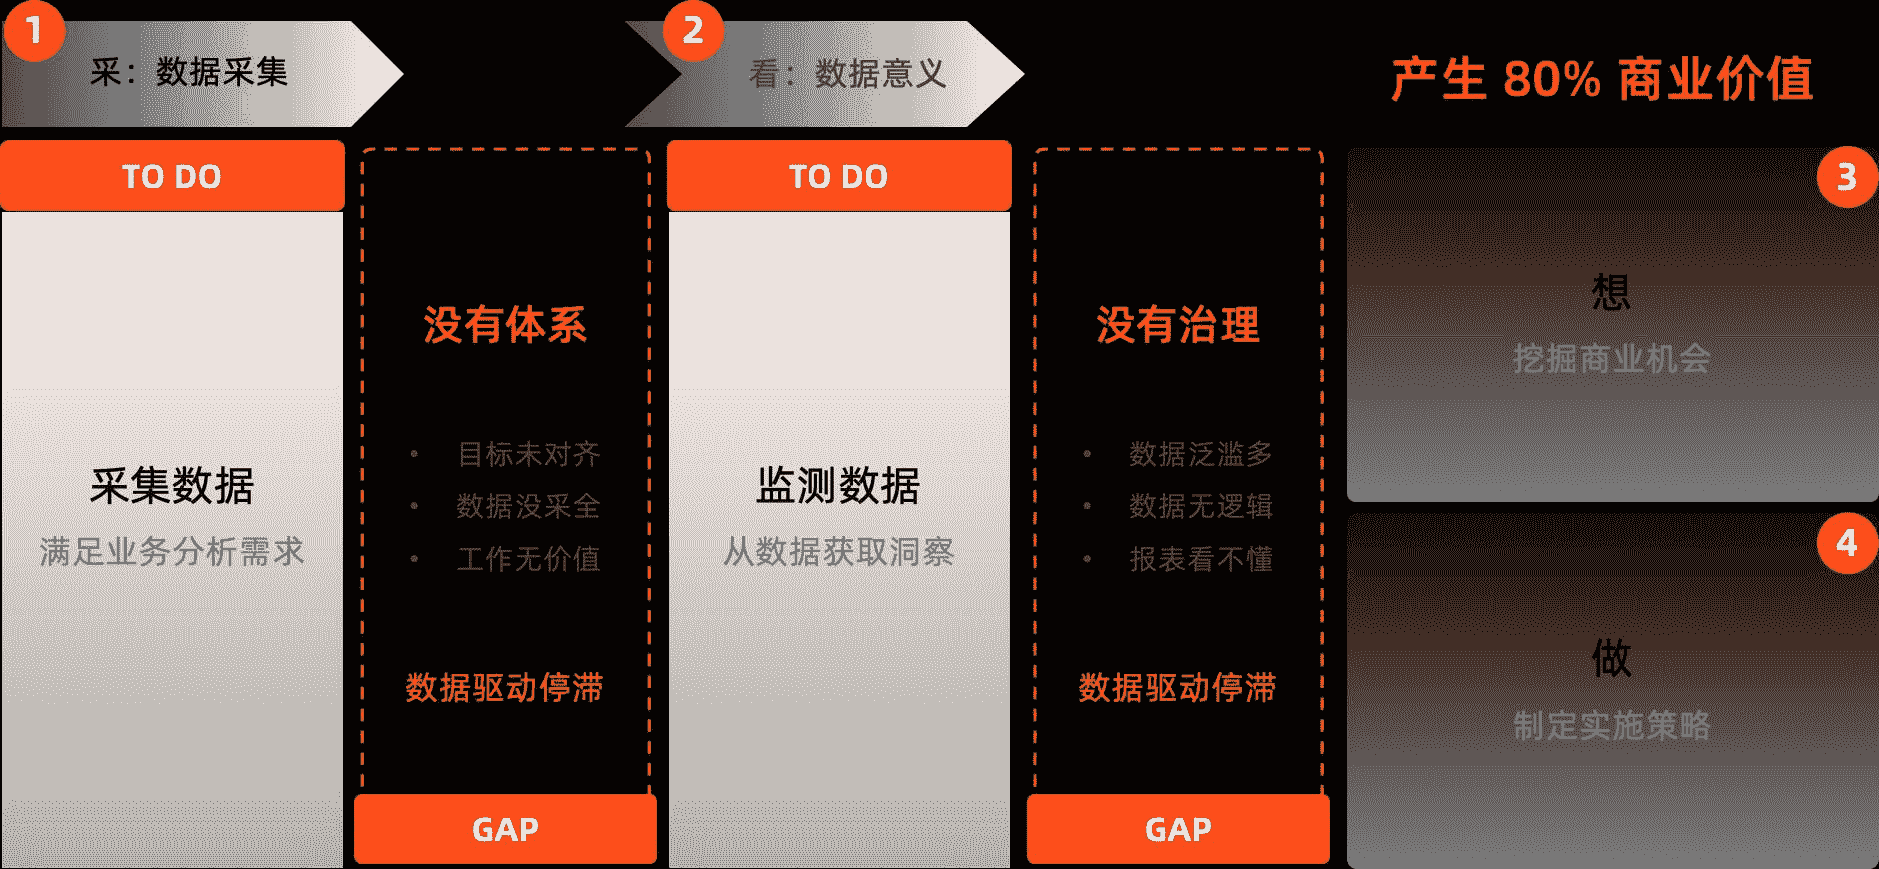 1
采：数据采集
TO DO
采集数据
满足业务分析需求
没有体系
• 目标未对齐
• 数据没采全
• 工作无价值
数据驱动停滞
GAP
2
看：数据意义
TO DO
监测数据
从数据获取洞察
没有治理
• 数据泛滥多
• 数据无逻辑
• 报表看不懂
数据驱动停滞
GAP
产生 80% 商业价值
3
想
挖掘商业机会
4
做
制定实施策略